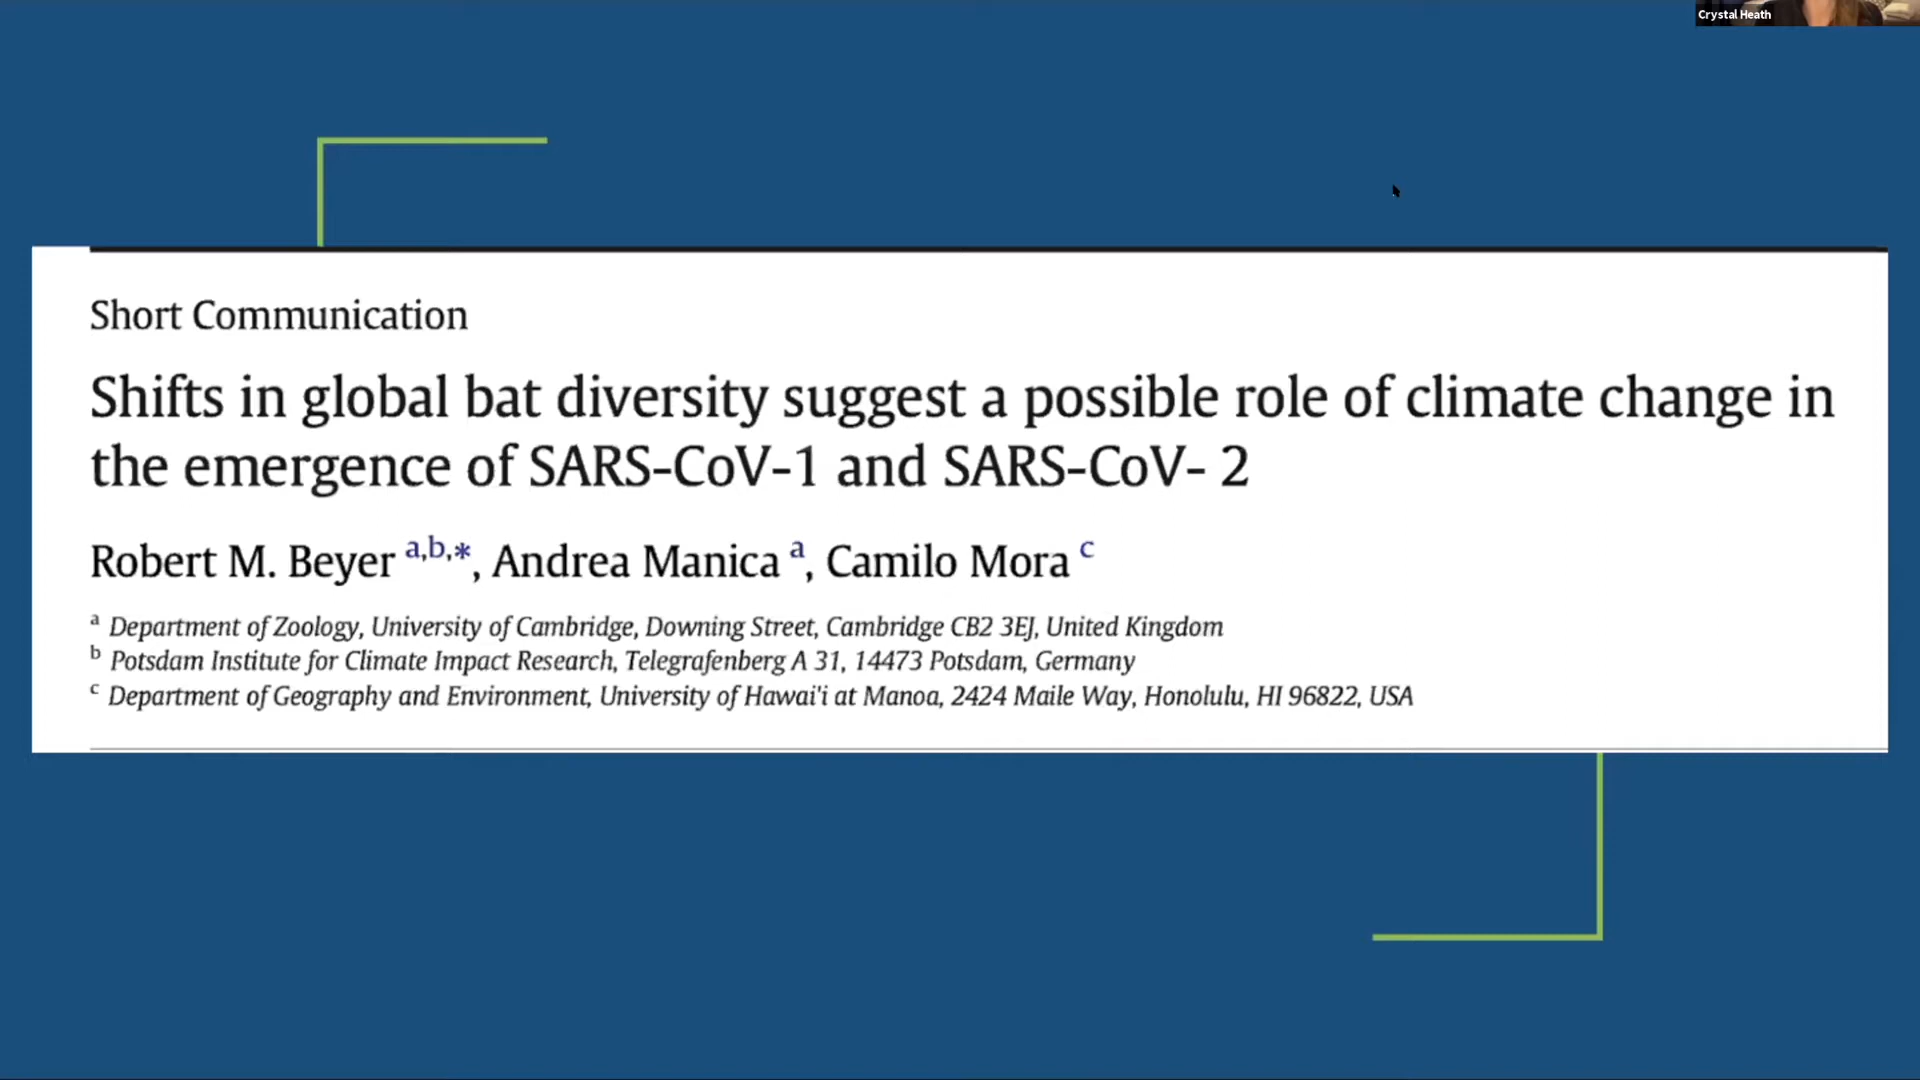 Crystal Heath
Short Communication
Shifts in global bat diversity suggest a possible role of climate change in
the emergence of SARS-CoV-1 and SARS-CoV- 2
Robert M. Beyer a,b,*, Andrea Manica a, Camilo Mora c
a Department of Zoology, University of Cambridge, Downing Street, Cambridge CB2 3EJ, United Kingdom
b Potsdam Institute for Climate Impact Research, Telegrafenberg A 31, 14473 Potsdam, Germany
c Department of Geography and Environment, University of Hawai'i at Manoa, 2424 Maile Way, Honolulu, HI 96822, USA